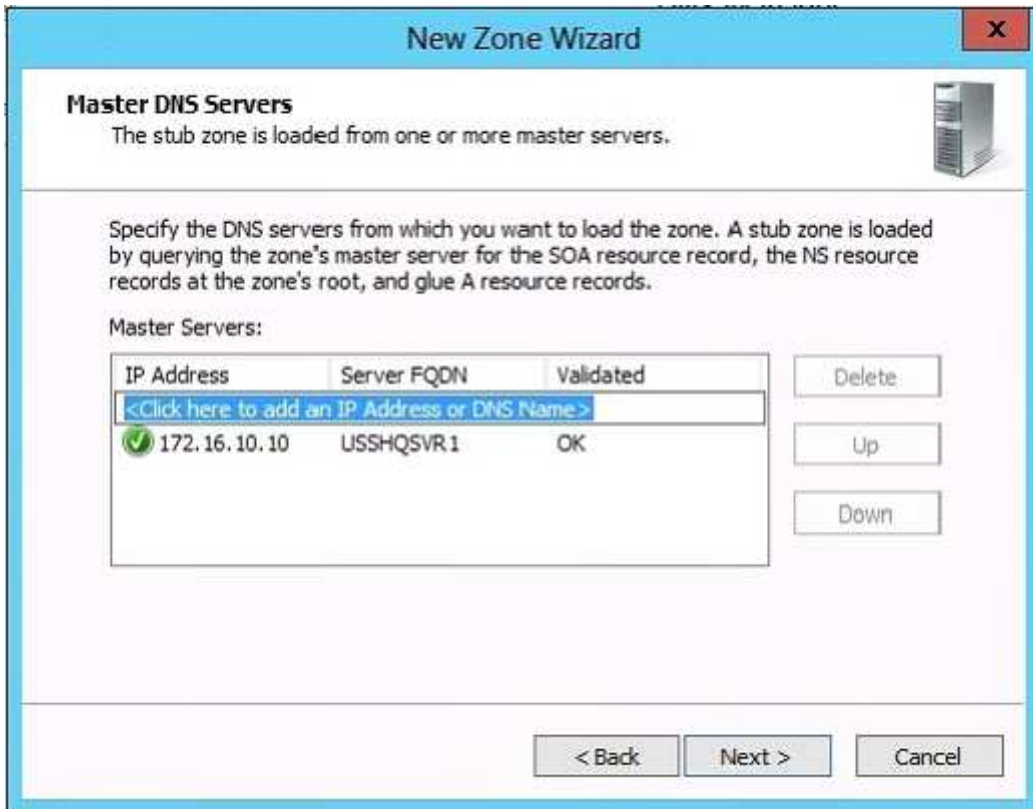 New Zone Wizard
X
Master DNS Servers
The stub zone is loaded from one or more master servers.
Specify the DNS servers from which you want to load the zone. A stub zone is loaded
by querying the zone's master server for the SOA resource record, the NS resource
records at the zone's root, and glue A resource records.
Master Servers:
IP Address Server FQDN Validated
Delete
<Click here to add an IP Address or DNS Name>
172.16.10.10 USSHQSVR1 OK
Up
Down
< Back Next > Cancel